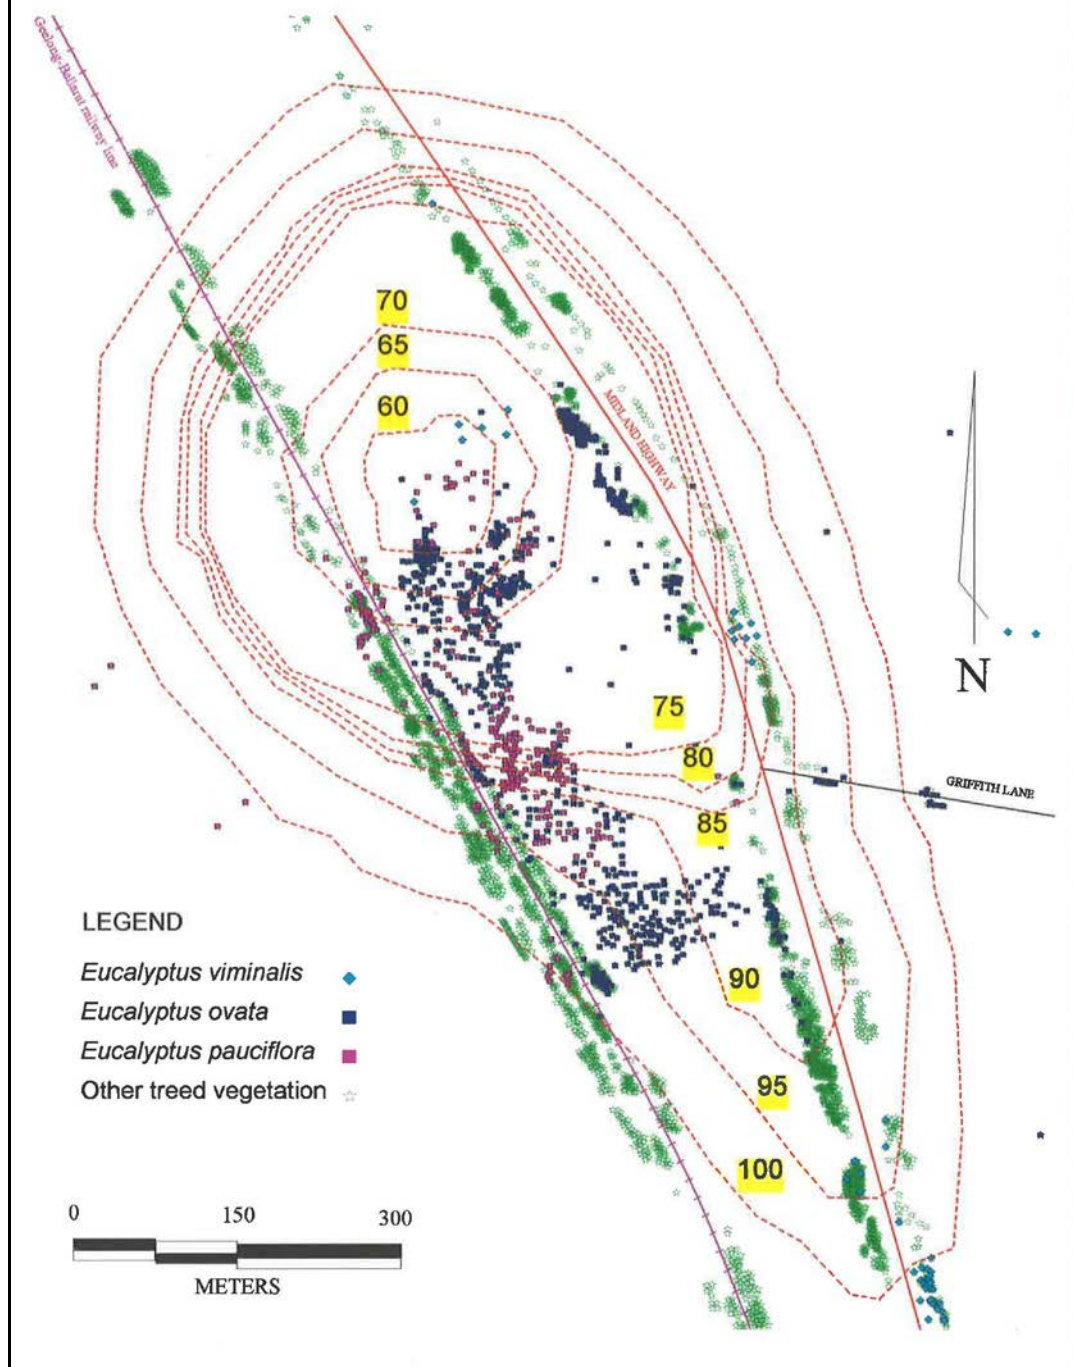 Geelong-Ballarat railway line
70
65
60
MIDLAND HIGHWAY
N
75
80
GRIFFITH LANE
85
LEGEND
Eucalyptus viminalis
90
Eucalyptus ovata
Eucalyptus pauciflora
Other treed vegetation
95
100
0 150 300
METERS